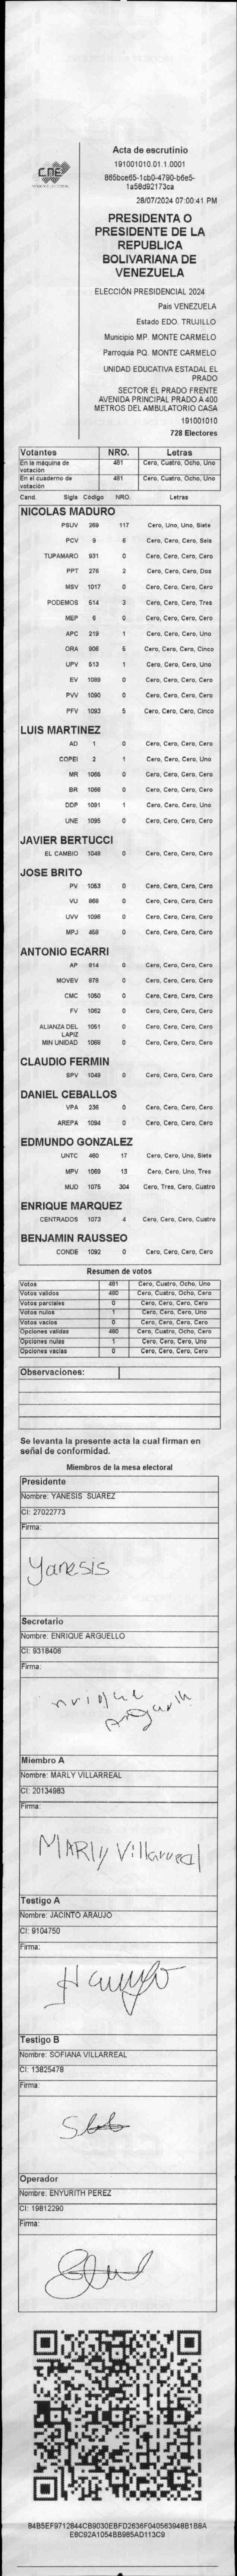 CNE
Acta de escrutinio
191001010.01.1.0001
865bce65-1cb0-4790-b6e5-
1a58d92173ca
28/07/2024 07:00:41 PM
PRESIDENTA O
PRESIDENTE DE LA
REPUBLICA
BOLIVARIANA DE
VENEZUELA
ELECCIÓN PRESIDENCIAL 2024
País VENEZUELA
Estado EDO. TRUJILLO
Municipio MP. MONTE CARMELO
Parroquia PQ. MONTE CARMELO
UNIDAD EDUCATIVA ESTADAL EL
PRADO
SECTOR EL PRADO FRENTE
AVENIDA PRINCIPAL PRADO A 400
METROS DEL AMBULATORIO CASA
191001010
728 Electores
Votantes NRO. Letras
En la máquina de votación 481 Cero, Cuatro, Ocho, Uno
En el cuaderno de votación 481 Cero, Cuatro, Ocho, Uno
Cand. Sigla Código NRO. Letras
NICOLAS MADURO
PSUV 269 117 Cero, Uno, Uno, Siete
PCV 9 6 Cero, Cero, Cero, Seis
TUPAMARO 931 0 Cero, Cero, Cero, Cero
PPT 276 2 Cero, Cero, Cero, Dos
MSV 1017 0 Cero, Cero, Cero, Cero
PODEMOS 514 3 Cero, Cero, Cero, Tres
MEP 6 0 Cero, Cero, Cero, Cero
APC 219 1 Cero, Cero, Cero, Uno
ORA 906 5 Cero, Cero, Cero, Cinco
UPV 513 1 Cero, Cero, Cero, Uno
EV 1089 0 Cero, Cero, Cero, Cero
PVV 1090 0 Cero, Cero, Cero, Cero
PFV 1093 5 Cero, Cero, Cero, Cinco
LUIS MARTINEZ
AD 1 0 Cero, Cero, Cero, Cero
COPEI 2 1 Cero, Cero, Cero, Uno
MR 1065 0 Cero, Cero, Cero, Cero
BR 1066 0 Cero, Cero, Cero, Cero
DDP 1091 1 Cero, Cero, Cero, Uno
UNE 1095 0 Cero, Cero, Cero, Cero
JAVIER BERTUCCI
EL CAMBIO 1048 0 Cero, Cero, Cero, Cero
JOSE BRITO
PV 1053 0 Cero, Cero, Cero, Cero
VU 868 0 Cero, Cero, Cero, Cero
UVV 1096 0 Cero, Cero, Cero, Cero
MPJ 459 0 Cero, Cero, Cero, Cero
ANTONIO ECARRI
AP 914 0 Cero, Cero, Cero, Cero
MOVEV 878 0 Cero, Cero, Cero, Cero
CMC 1050 0 Cero, Cero, Cero, Cero
FV 1052 0 Cero, Cero, Cero, Cero
ALIANZA DEL LAPIZ 1051 0 Cero, Cero, Cero, Cero
MIN UNIDAD 1069 0 Cero, Cero, Cero, Cero
CLAUDIO FERMIN
SPV 1049 0 Cero, Cero, Cero, Cero
DANIEL CEBALLOS
VPA 236 0 Cero, Cero, Cero, Cero
AREPA 1094 0 Cero, Cero, Cero, Cero
EDMUNDO GONZALEZ
UNTC 460 17 Cero, Cero, Uno, Siete
MPV 1069 13 Cero, Cero, Uno, Tres
MUD 1075 304 Cero, Tres, Cero, Cuatro
ENRIQUE MARQUEZ
CENTRADOS 1073 4 Cero, Cero, Cero, Cuatro
BENJAMIN RAUSSEO
CONDE 1092 0 Cero, Cero, Cero, Cero
Resumen de votos
Votos 481 Cero, Cuatro, Ocho, Uno
Votos validos 480 Cero, Cuatro, Ocho, Cero
Votos parciales 0 Cero, Cero, Cero, Cero
Votos nulos 1 Cero, Cero, Cero, Uno
Votos vacios 0 Cero, Cero, Cero, Cero
Opciones validas 480 Cero, Cuatro, Ocho, Cero
Opciones nulas 1 Cero, Cero, Cero, Uno
Opciones vacias 0 Cero, Cero, Cero, Cero
Observaciones:
Se levanta la presente acta la cual firman en
señal de conformidad.
Miembros de la mesa electoral
Presidente
Nombre: YANESIS SUAREZ
CI: 27022773
Firma:
Yanesis
Secretario
Nombre: ENRIQUE ARGUELLO
CI: 9318406
Firma:
Miembro A
Nombre: MARLY VILLARREAL
CI: 20134983
Firma:
MARly Villarreal
Testigo A
Nombre: JACINTO ARAUJO
CI: 9104750
Firma:
Testigo B
Nombre: SOFIANA VILLARREAL
CI: 13825478
Firma:
Operador
Nombre: ENYURITH PEREZ
CI: 19812290
Firma:
84B5EF9712844CB9030EBFD2636F040563948B1B8A
E8C92A1054BB985AD113C9